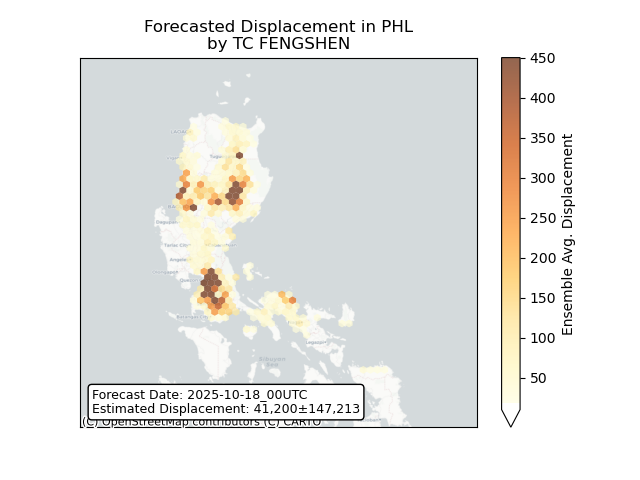 Forecasted Displacement in PHL
by TC FENGSHEN
450
400
350
300
250
200
150
100
50
Ensemble Avg. Displacement
Forecast Date: 2025-10-18_00UTC
Estimated Displacement: 41,200±147,213
(C) OpenStreetMap contributors (C) CARTO